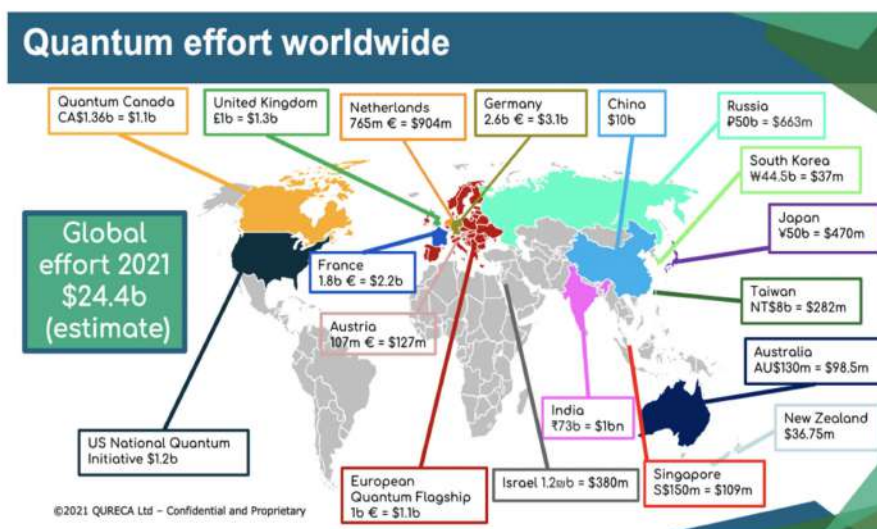 Quantum effort worldwide
Quantum Canada
CA$1.36b = $1.1b
United Kingdom
£1b = $1.3b
Netherlands
765m € = $904m
Germany
2.6b € = $3.1b
China
$10b
Russia
₽50b = $663m
South Korea
₩44.5b = $37m
Japan
¥50b = $470m
Global
effort 2021
$24.4b
(estimate)
France
1.8b € = $2.2b
Austria
107m € = $127m
Taiwan
NT$8b = $282m
Australia
AU$130m = $98.5m
India
₹73b = $1bn
New Zealand
$36.75m
US National Quantum
Initiative $1.2b
European
Quantum Flagship
1b € = $1.1b
Israel 1.2₪b = $380m
Singapore
S$150m = $109m
©2021 QURECA Ltd – Confidential and Proprietary